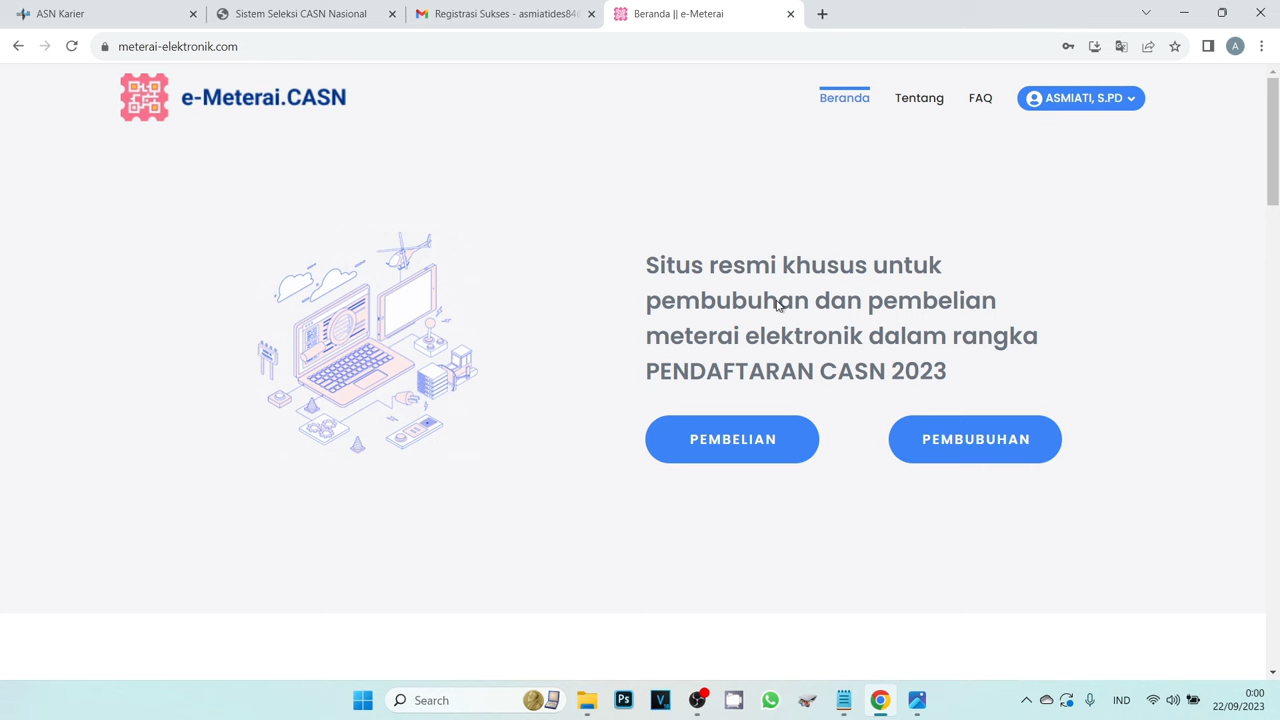 ASN Karier
Sistem Seleksi CASN Nasional
Registrasi Sukses - asmiatides84
Beranda || e-Meterai
meterai-elektronik.com
A
e-Meterai.CASN
Beranda
Tentang
FAQ
ASMIATI, S.PD
Situs resmi khusus untuk
pembubuhan dan pembelian
meterai elektronik dalam rangka
PENDAFTARAN CASN 2023
PEMBELIAN
PEMBUBUHAN
Search
Ps
V
IND
0:00
22/09/2023